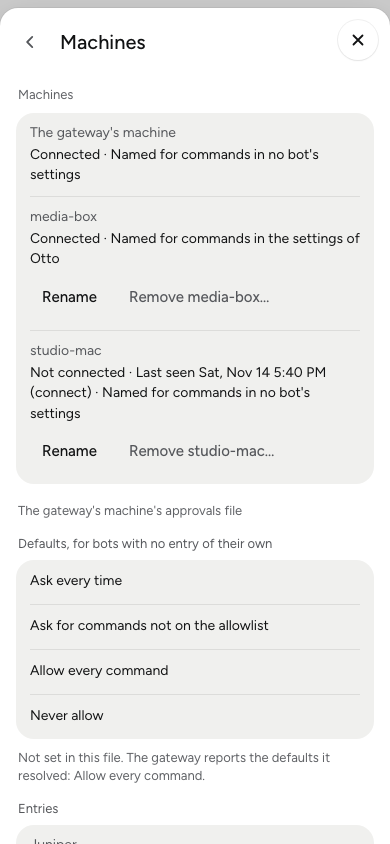 Machines
Machines
The gateway's machine
Connected · Named for commands in no bot's
settings
media-box
Connected · Named for commands in the settings of
Otto
Rename Remove media-box...
studio-mac
Not connected · Last seen Sat, Nov 14 5:40 PM
(connect) · Named for commands in no bot's
settings
Rename Remove studio-mac...
The gateway's machine's approvals file
Defaults, for bots with no entry of their own
Ask every time
Ask for commands not on the allowlist
Allow every command
Never allow
Not set in this file. The gateway reports the defaults it
resolved: Allow every command.
Entries